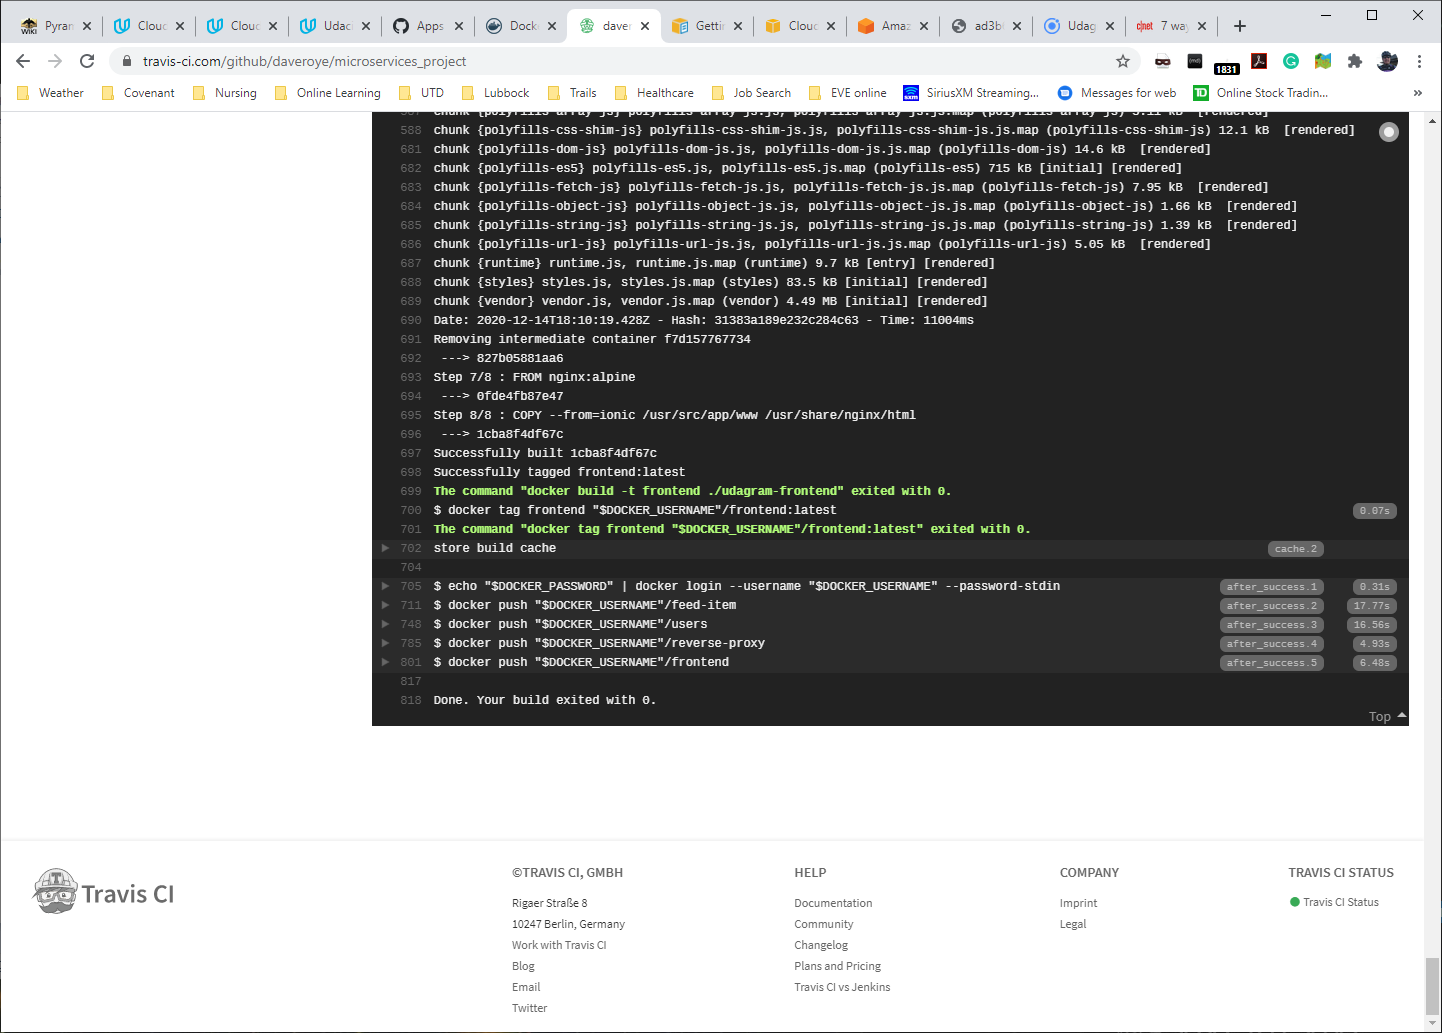 Pyran
Cloud
Cloud
Udaci
Apps
Docke
daver
Gettin
Cloud
Amaz
ad3b
Udag
7 way
travis-ci.com/github/daveroye/microservices_project
1831
Weather Covenant Nursing Online Learning UTD Lubbock Trails Healthcare Job Search EVE online SiriusXM Streaming... Messages for web Online Stock Tradin... »
588 chunk {polyfills-css-shim-js} polyfills-css-shim-js.js, polyfills-css-shim-js.js.map (polyfills-css-shim-js) 12.1 kB [rendered]
681 chunk {polyfills-dom-js} polyfills-dom-js.js, polyfills-dom-js.js.map (polyfills-dom-js) 14.6 kB [rendered]
682 chunk {polyfills-es5} polyfills-es5.js, polyfills-es5.js.map (polyfills-es5) 715 kB [initial] [rendered]
683 chunk {polyfills-fetch-js} polyfills-fetch-js.js, polyfills-fetch-js.js.map (polyfills-fetch-js) 7.95 kB [rendered]
684 chunk {polyfills-object-js} polyfills-object-js.js, polyfills-object-js.js.map (polyfills-object-js) 1.66 kB [rendered]
685 chunk {polyfills-string-js} polyfills-string-js.js, polyfills-string-js.js.map (polyfills-string-js) 1.39 kB [rendered]
686 chunk {polyfills-url-js} polyfills-url-js.js, polyfills-url-js.js.map (polyfills-url-js) 5.05 kB [rendered]
687 chunk {runtime} runtime.js, runtime.js.map (runtime) 9.7 kB [entry] [rendered]
688 chunk {styles} styles.js, styles.js.map (styles) 83.5 kB [initial] [rendered]
689 chunk {vendor} vendor.js, vendor.js.map (vendor) 4.49 MB [initial] [rendered]
690 Date: 2020-12-14T18:10:19.428Z - Hash: 31383a189e232c284c63 - Time: 11004ms
691 Removing intermediate container f7d157767734
692 ---> 827b05881aa6
693 Step 7/8 : FROM nginx:alpine
694 ---> 0fde4fb87e47
695 Step 8/8 : COPY --from=ionic /usr/src/app/www /usr/share/nginx/html
696 ---> 1cba8f4df67c
697 Successfully built 1cba8f4df67c
698 Successfully tagged frontend:latest
699 The command "docker build -t frontend ./udagram-frontend" exited with 0.
700 $ docker tag frontend "$DOCKER_USERNAME"/frontend:latest 0.07s
701 The command "docker tag frontend "$DOCKER_USERNAME"/frontend:latest" exited with 0.
702 store build cache cache.2
704
705 $ echo "$DOCKER_PASSWORD" | docker login --username "$DOCKER_USERNAME" --password-stdin after_success.1 0.31s
711 $ docker push "$DOCKER_USERNAME"/feed-item after_success.2 17.77s
748 $ docker push "$DOCKER_USERNAME"/users after_success.3 16.56s
785 $ docker push "$DOCKER_USERNAME"/reverse-proxy after_success.4 4.93s
801 $ docker push "$DOCKER_USERNAME"/frontend after_success.5 6.48s
817
818 Done. Your build exited with 0.
Top
Travis CI
©TRAVIS CI, GMBH
Rigaer Straße 8
10247 Berlin, Germany
Work with Travis CI
Blog
Email
Twitter
HELP
Documentation
Community
Changelog
Plans and Pricing
Travis CI vs Jenkins
COMPANY
Imprint
Legal
TRAVIS CI STATUS
Travis CI Status